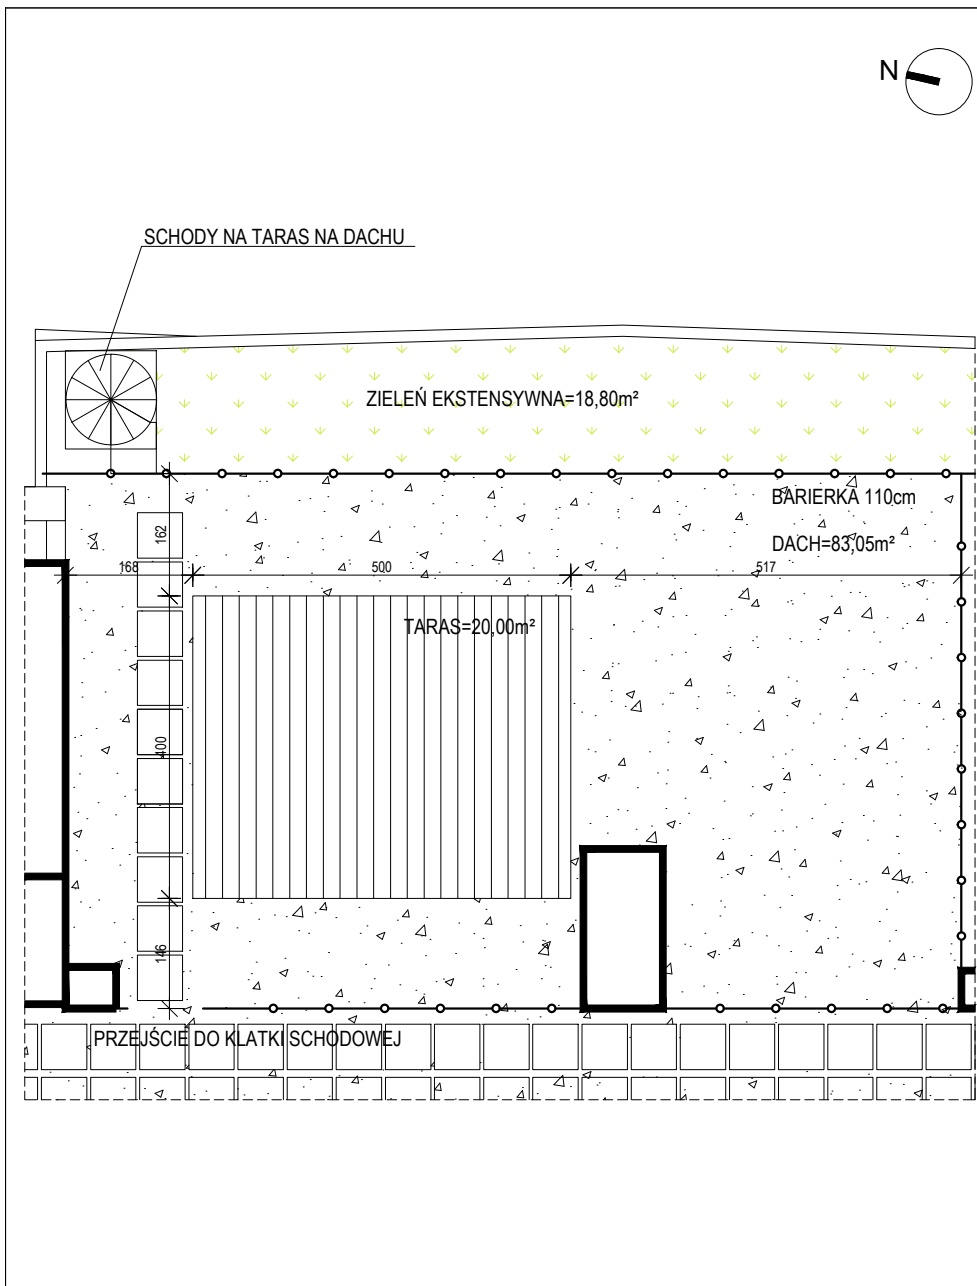 N
SCHODY NA TARAS NA DACHU
ZIELEŃ EKSTENSYWNA=18,80m²
BARIERKA 110cm
162
DACH=83,05m²
168
500
517
TARAS=20,00m²
400
146
PRZEJŚCIE DO KLATKI SCHODOWEJ